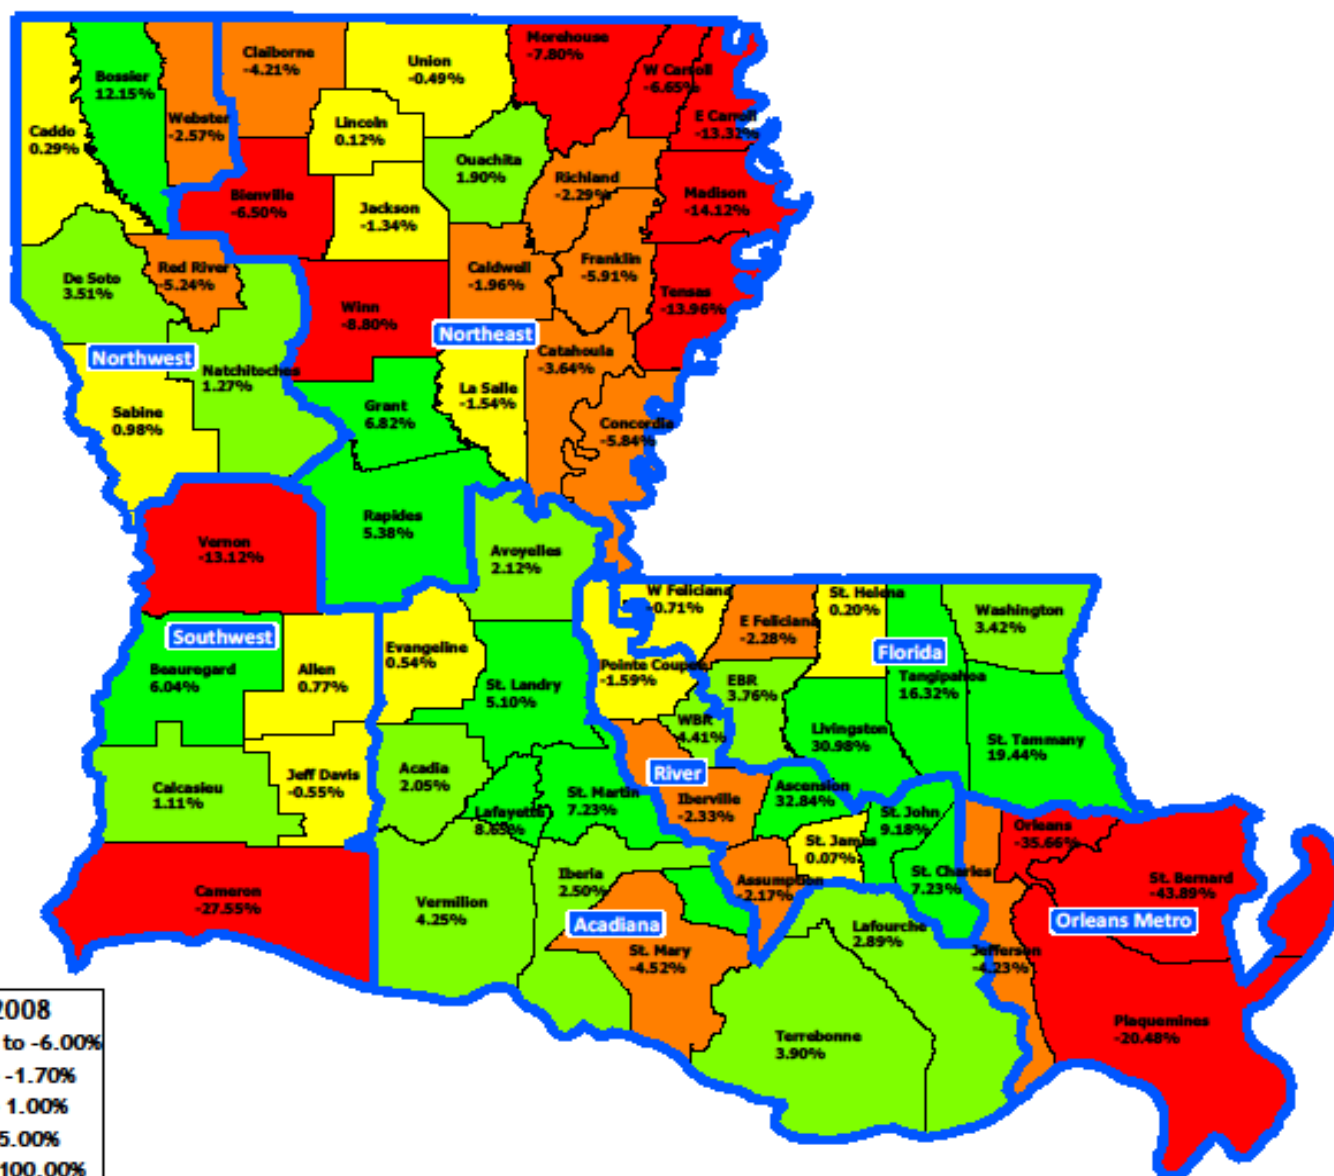 Claiborne
-4.21%
Union
-0.49%
Morehouse
-7.80%
W Carroll
-6.65%
Bossier
12.15%
Webster
-2.57%
Caddo
0.29%
Lincoln
0.12%
E Carroll
-13.32%
Ouachita
1.90%
Richland
-2.29%
Madison
-14.12%
Bienville
-6.50%
Jackson
-1.34%
De Soto
3.51%
Red River
-5.24%
Caldwell
-1.96%
Franklin
-5.91%
Tensas
-13.96%
Winn
-8.80%
Northeast
Northwest
Natchitoches
1.27%
Catahoula
-3.64%
La Salle
-1.54%
Sabine
0.98%
Grant
6.82%
Concordia
-5.84%
Rapides
5.38%
Vernon
-13.12%
Avoyelles
2.12%
W Feliciana
-0.71%
E Feliciana
-2.28%
St. Helena
0.20%
Washington
3.42%
Southwest
Evangeline
0.54%
Florida
Beauregard
6.04%
Allen
0.77%
Pointe Coupee
-1.59%
EBR
3.76%
Tangipahoa
16.32%
St. Landry
5.10%
WBR
4.41%
Livingston
30.98%
St. Tammany
19.44%
River
Calcasieu
1.11%
Jeff Davis
-0.55%
Acadia
2.05%
Lafayette
8.65%
St. Martin
7.23%
Iberville
-2.33%
Ascension
32.84%
St. John
9.18%
St. James
0.07%
Orleans
-35.66%
Cameron
-27.55%
Vermilion
4.25%
Iberia
2.50%
Assumption
-2.17%
St. Charles
7.23%
St. Bernard
-43.89%
Acadiana
Orleans Metro
St. Mary
-4.52%
Lafourche
2.89%
Jefferson
-4.23%
Terrebonne
3.90%
Plaquemines
-20.48%
2008
to -6.00%
-1.70%
1.00%
5.00%
100.00%